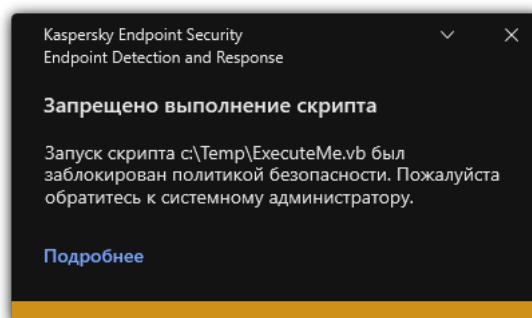 Kaspersky Endpoint Security
Endpoint Detection and Response
Запрещено выполнение скрипта
Запуск скрипта c:\Temp\ExecuteMe.vb был
заблокирован политикой безопасности. Пожалуйста
обратитесь к системному администратору.
Подробнее